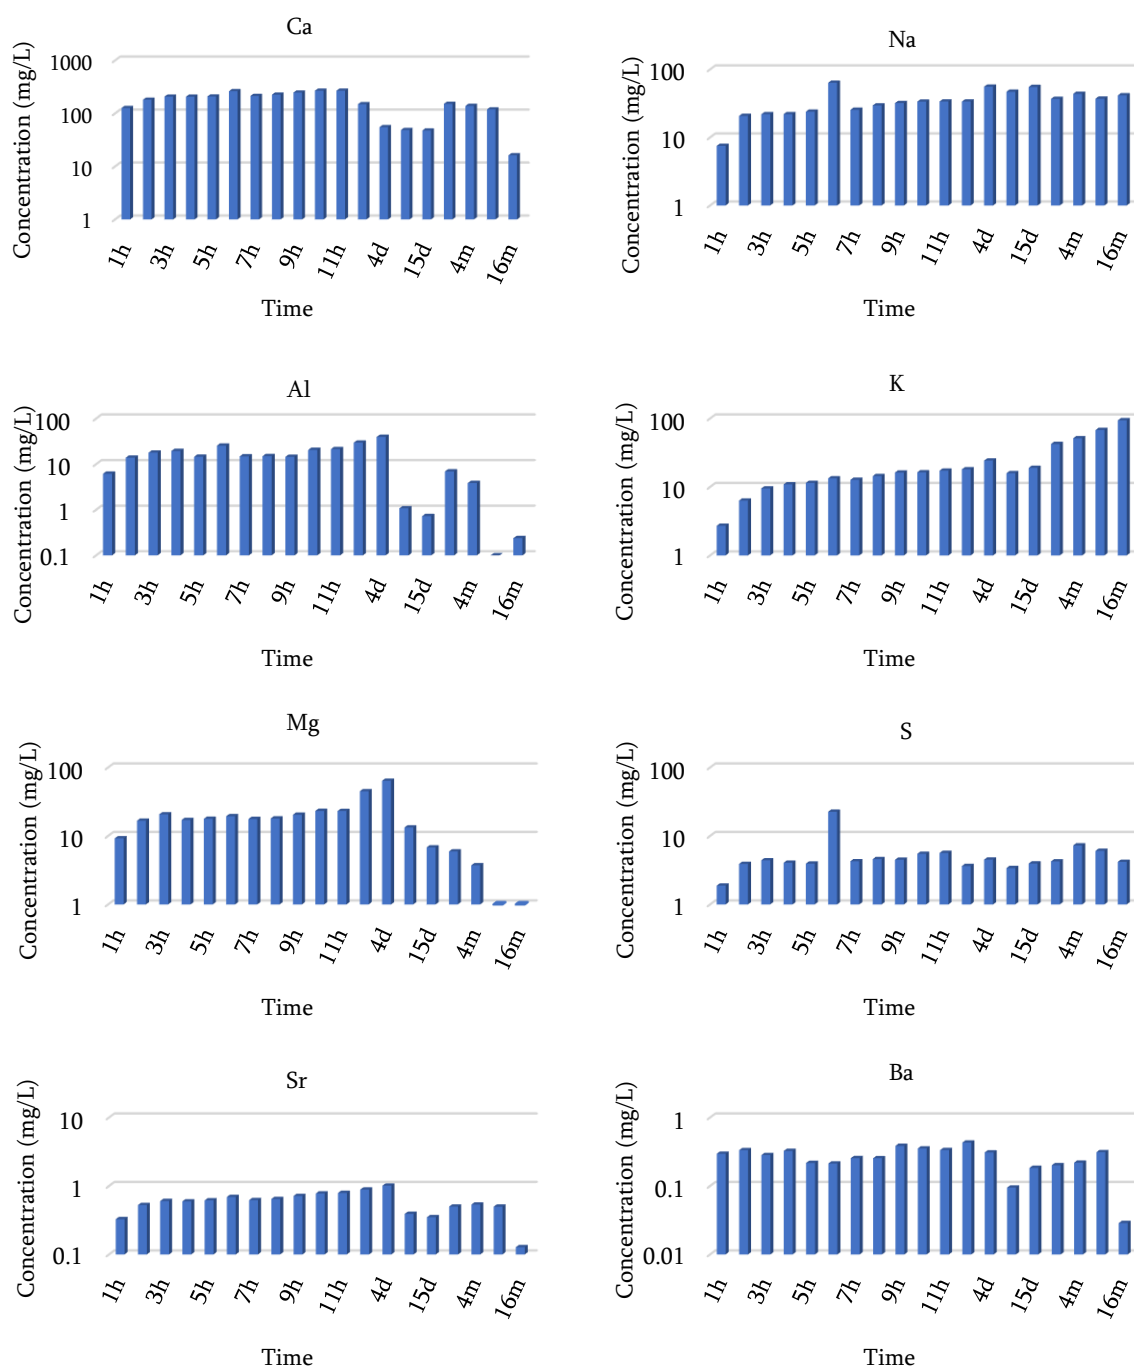 Ca
Concentration (mg/L)
1000
100
10
1
1h 3h 5h 7h 9h 11h 4d 15d 4m 16m
Time
Na
Concentration (mg/L)
100
10
1
1h 3h 5h 7h 9h 11h 4d 15d 4m 16m
Time
Al
Concentration (mg/L)
100
10
1
0.1
1h 3h 5h 7h 9h 11h 4d 15d 4m 16m
Time
K
Concentration (mg/L)
100
10
1
1h 3h 5h 7h 9h 11h 4d 15d 4m 16m
Time
Mg
Concentration (mg/L)
100
10
1
1h 3h 5h 7h 9h 11h 4d 15d 4m 16m
Time
S
Concentration (mg/L)
100
10
1
1h 3h 5h 7h 9h 11h 4d 15d 4m 16m
Time
Sr
Concentration (mg/L)
10
1
0.1
1h 3h 5h 7h 9h 11h 4d 15d 4m 16m
Time
Ba
Concentration (mg/L)
1
0.1
0.01
1h 3h 5h 7h 9h 11h 4d 15d 4m 16m
Time